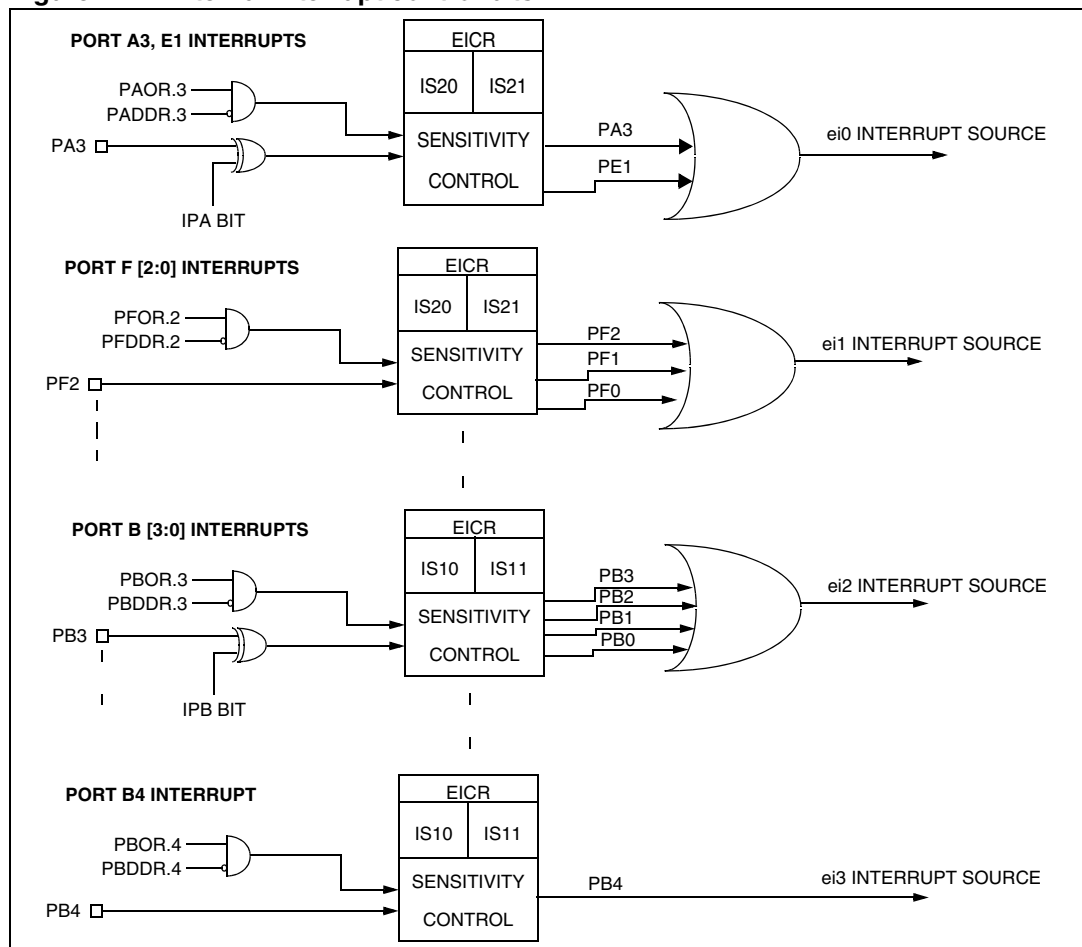 PORT A3, E1 INTERRUPTS
EICR
IS20 IS21
PAOR.3
PADDR.3
PA3
IPA BIT
SENSITIVITY
CONTROL
PA3
PE1
ei0 INTERRUPT SOURCE
PORT F [2:0] INTERRUPTS
EICR
IS20 IS21
PFOR.2
PFDDR.2
PF2
SENSITIVITY
CONTROL
PF2
PF1
PF0
ei1 INTERRUPT SOURCE
PORT B [3:0] INTERRUPTS
EICR
IS10 IS11
PBOR.3
PBDDR.3
PB3
IPB BIT
SENSITIVITY
CONTROL
PB3
PB2
PB1
PB0
ei2 INTERRUPT SOURCE
PORT B4 INTERRUPT
EICR
IS10 IS11
PBOR.4
PBDDR.4
PB4
SENSITIVITY
CONTROL
PB4
ei3 INTERRUPT SOURCE